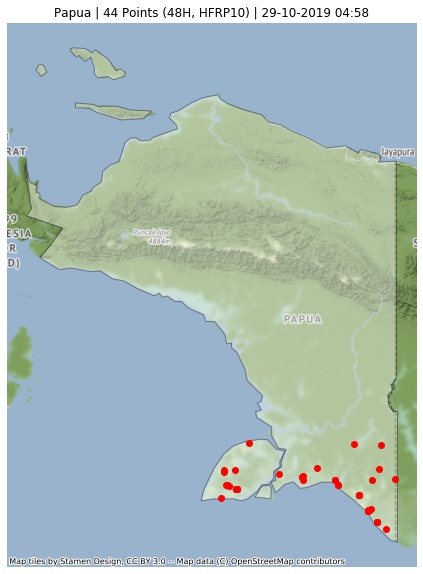 Papua | 44 Points (48H, HFRP10) | 29-10-2019 04:58
Jayapura
RAT
99
ESIA
R
D)
Puncak Jaya
4884m
S
PAPUA
Map tiles by Stamen Design, CC BY 3.0 -- Map data (C) OpenStreetMap contributors